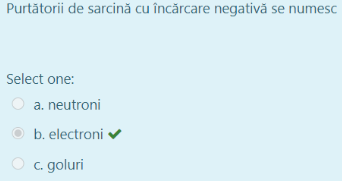 Purtătorii de sarcină cu încărcare negativă se numesc
Select one:
a. neutroni
b. electroni
c. goluri